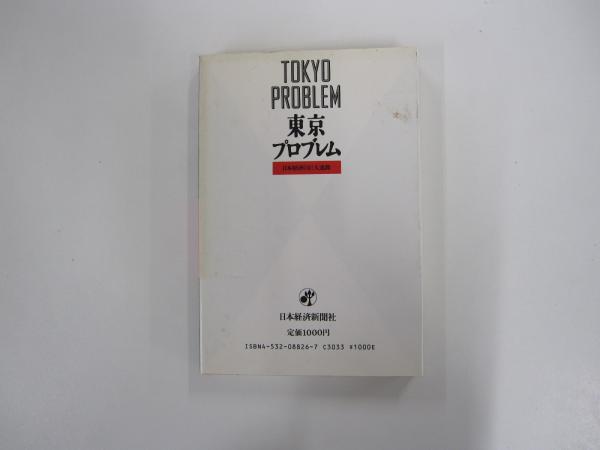 TOKYO
PROBLEM
東京
プロブレム
日本経済新聞社
定価1000円
ISBN4-532-08826-7 C3033 ¥1000E